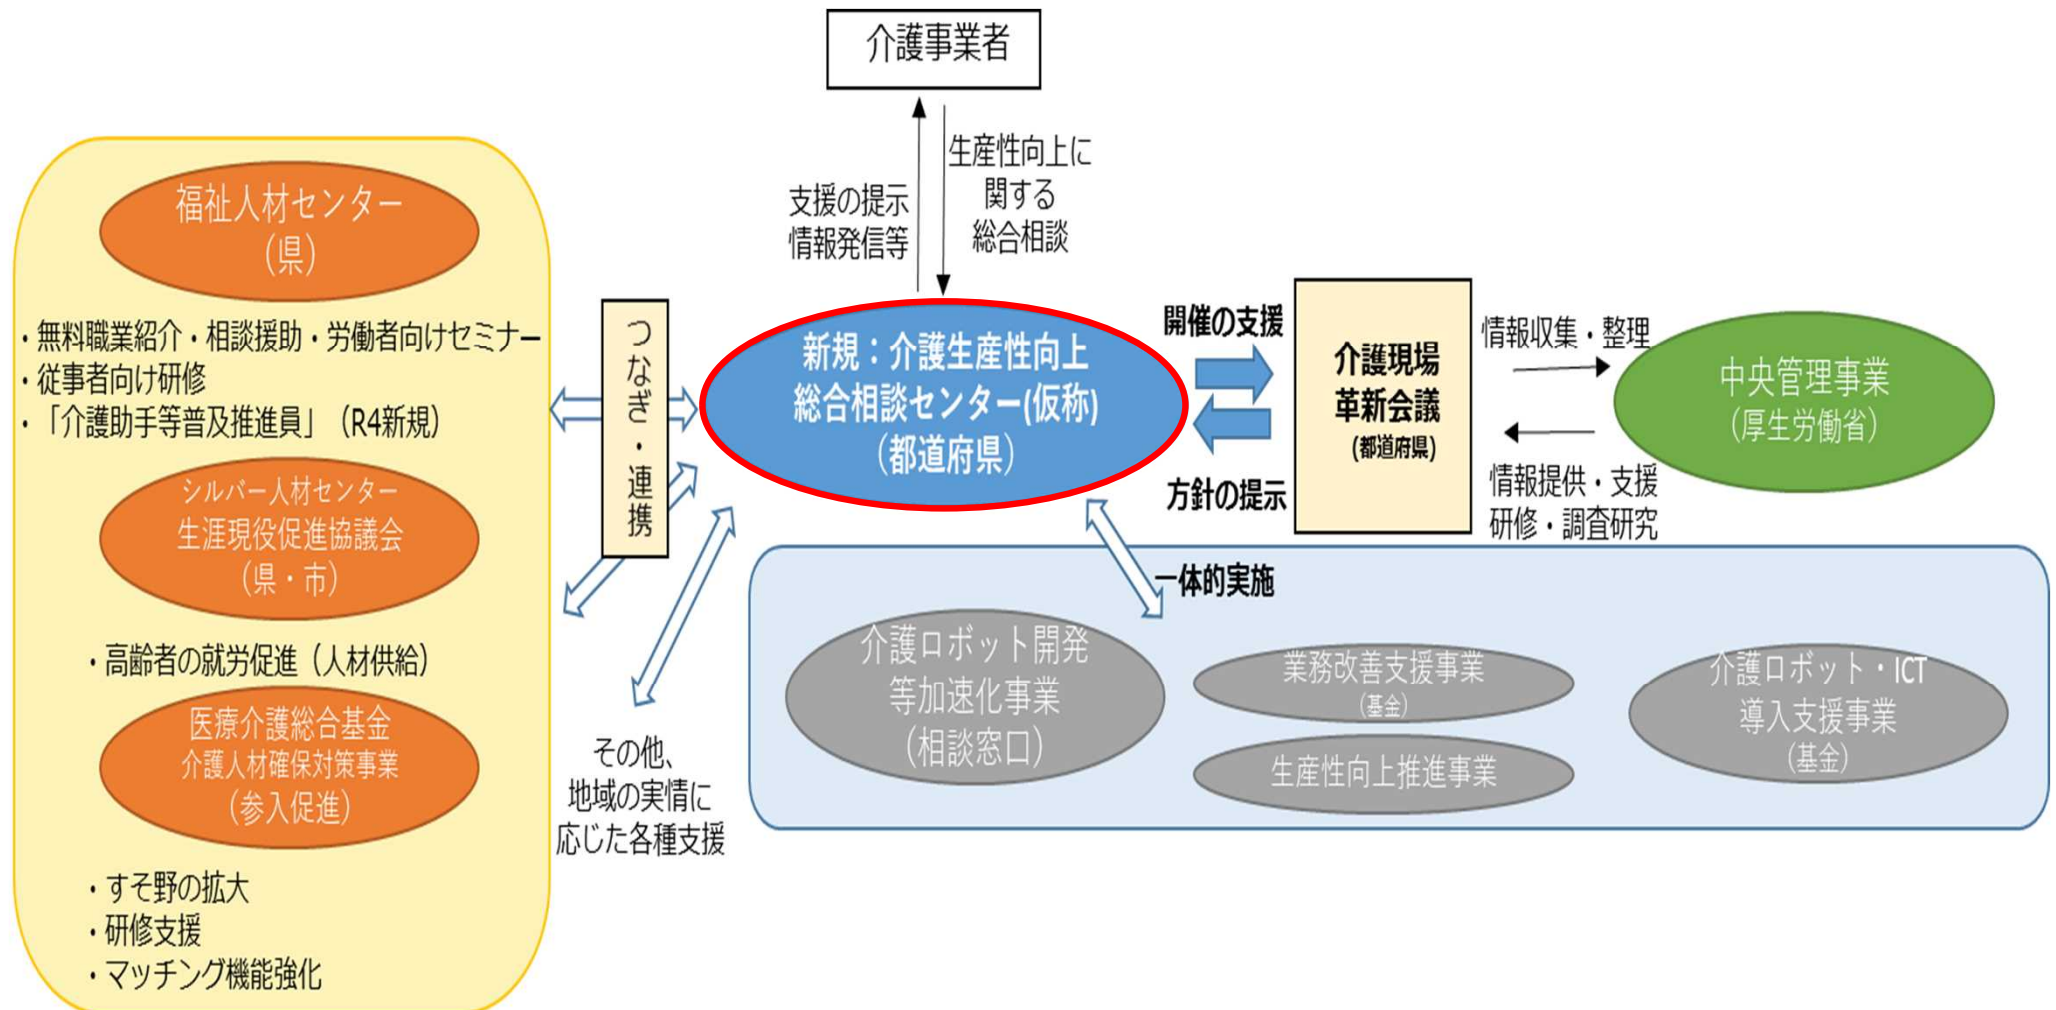 介護事業者
支援の提示
情報発信等
生産性向上に
関する
総合相談
福祉人材センター
（県）
・無料職業紹介・相談援助・労働者向けセミナー
・従事者向け研修
・「介護助手等普及推進員」（R4新規）
シルバー人材センター
生涯現役促進協議会
（県・市）
・高齢者の就労促進（人材供給）
医療介護総合基金
介護人材確保対策事業
（参入促進）
・すそ野の拡大
・研修支援
・マッチング機能強化
つなぎ・連携
新規：介護生産性向上
総合相談センター(仮称)
（都道府県）
開催の支援
方針の提示
介護現場
革新会議
（都道府県）
情報収集・整理
情報提供・支援
研修・調査研究
中央管理事業
（厚生労働省）
その他、
地域の実情に
応じた各種支援
一体的実施
介護ロボット開発
等加速化事業
（相談窓口）
業務改善支援事業
（基金）
生産性向上推進事業
介護ロボット・ICT
導入支援事業
（基金）